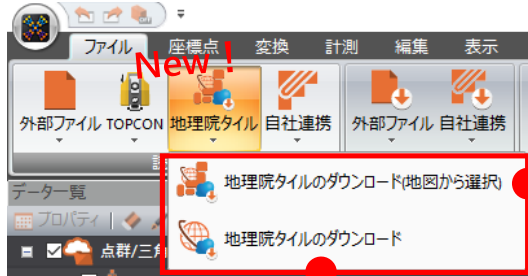 ファイル 座標点 変換 計測 編集 表示
New !
外部ファイル TOPCON 地理院タイル 自社連携 外部ファイル 自社連携
地理院タイルのダウンロード(地図から選択)
データ一覧
プロパティ
地理院タイルのダウンロード
点群/三角